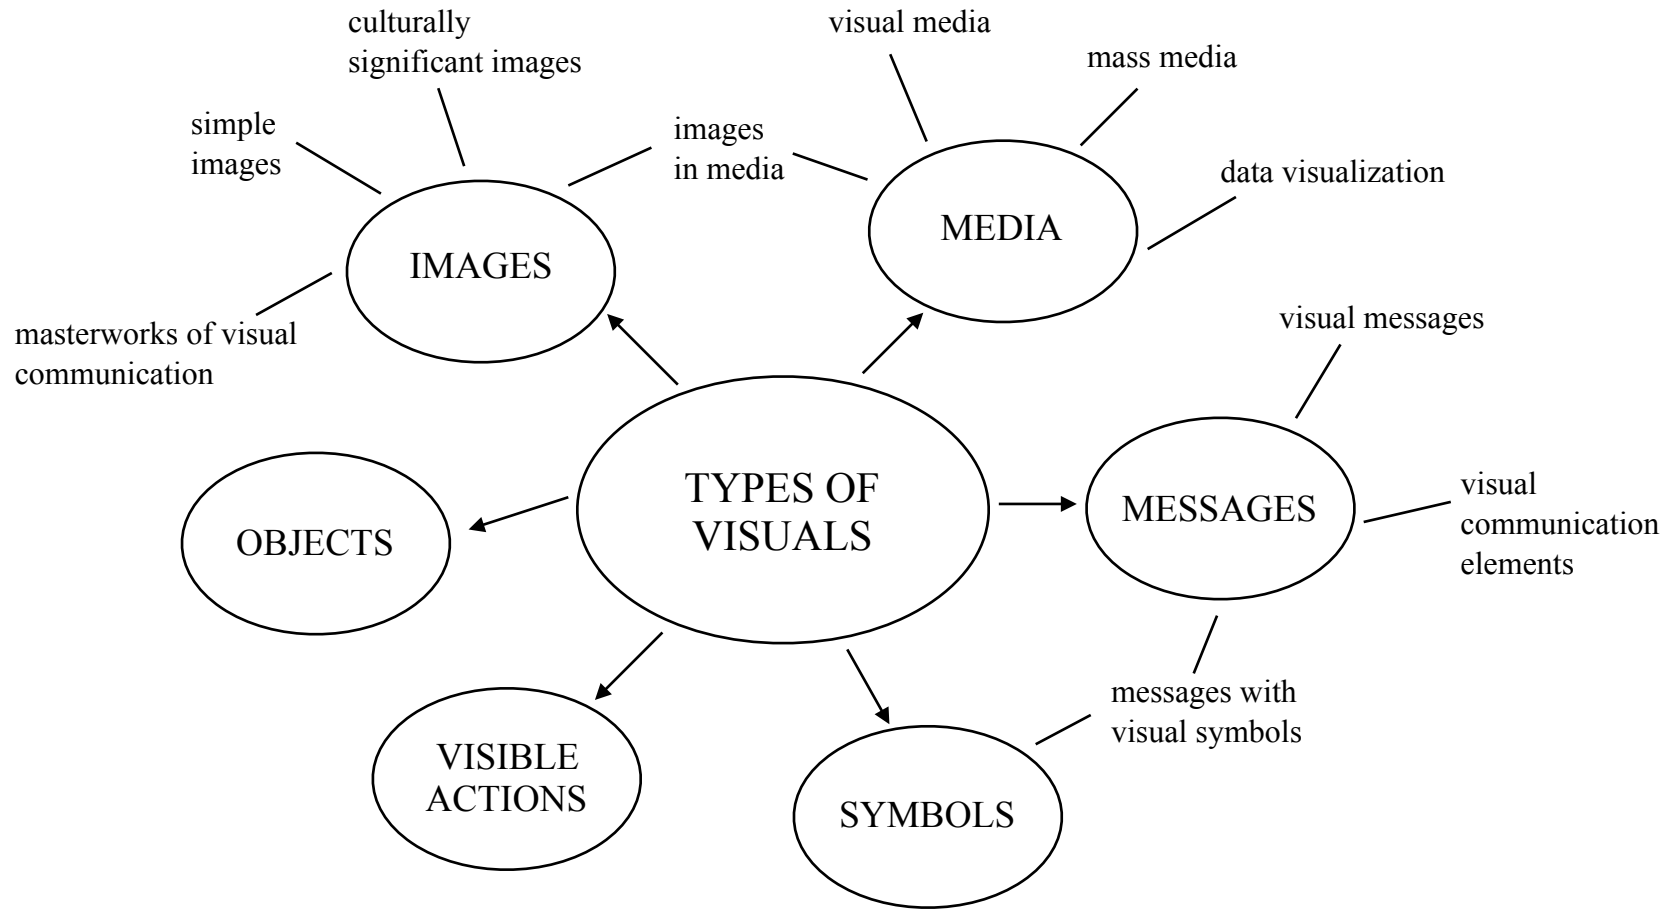 culturally
significant images
visual media
mass media
simple
images
images
in media
data visualization
IMAGES
MEDIA
masterworks of visual
communication
visual messages
TYPES OF
VISUALS
OBJECTS
MESSAGES
visual
communication
elements
messages with
visual symbols
VISIBLE
ACTIONS
SYMBOLS